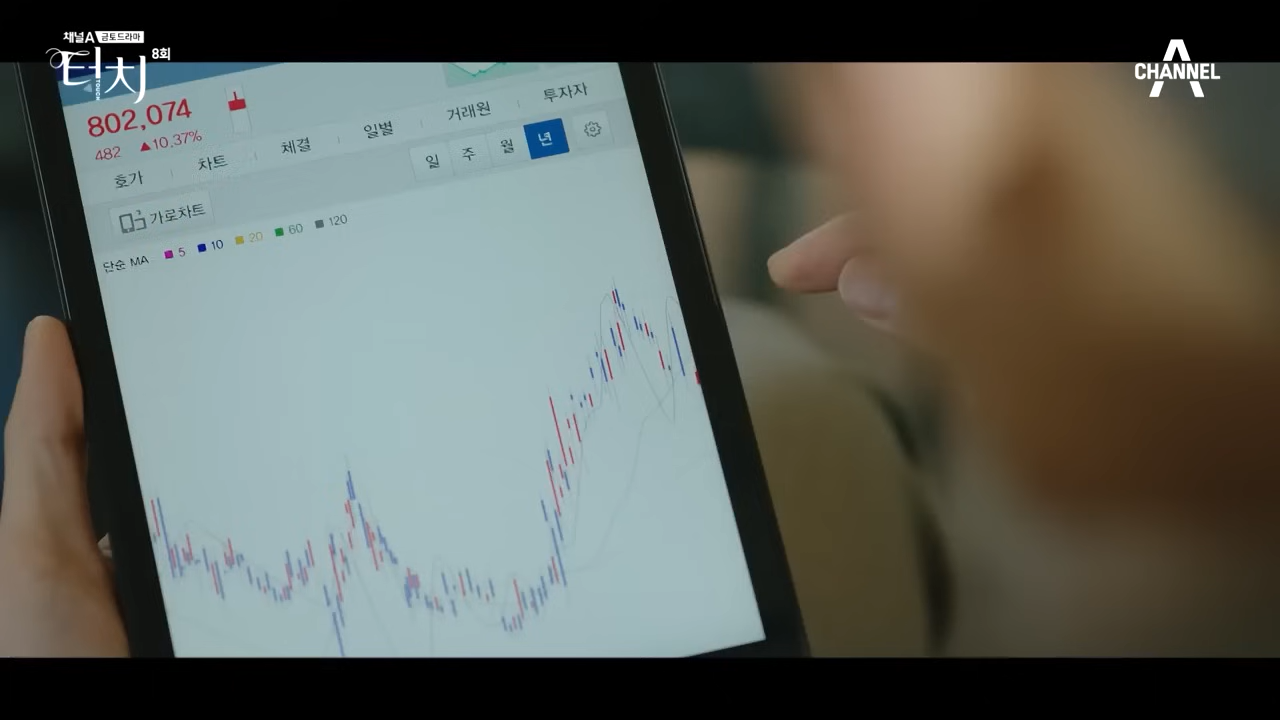 채널A 금토드라마
터치 8회
TOUCH
CHANNEL A
802,074
482 ▲10.37%
호가 차트 체결 일별 거래원 투자자
일 주 월 년
가로차트
단순 MA 5 10 20 60 120